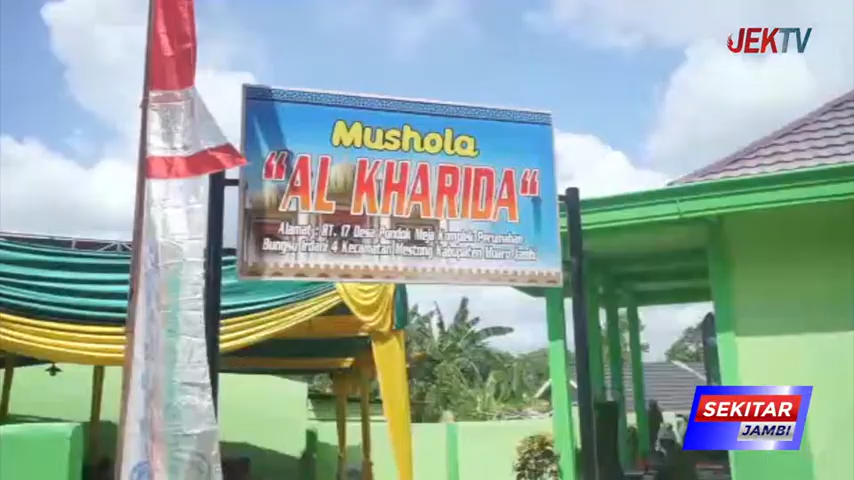 JEKTV
Mushola
"AL KHARIDA"
Alamat : RT. 17 Desa Pondok Meja Komplek Perumahan
Bungsu Ordara 4 Kecamatan Mestong Kabupaten Muaro Jambi
SEKITAR
JAMBI